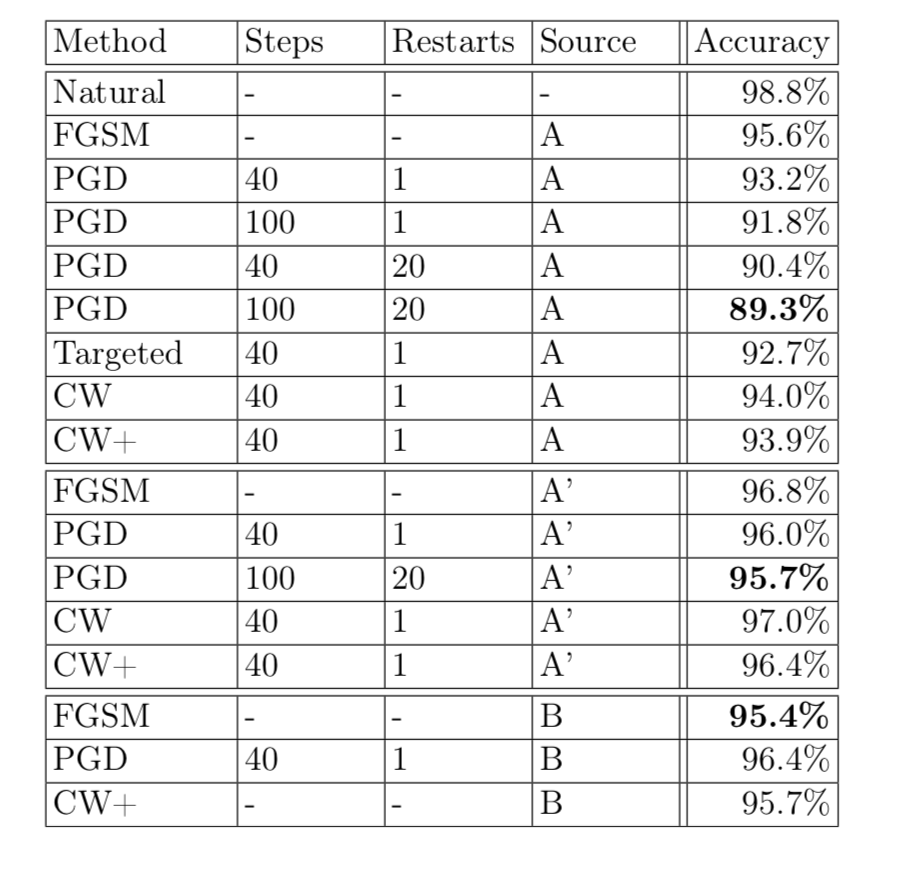 Method Steps Restarts Source Accuracy
Natural - - - 98.8%
FGSM - - A 95.6%
PGD 40 1 A 93.2%
PGD 100 1 A 91.8%
PGD 40 20 A 90.4%
PGD 100 20 A 89.3%
Targeted 40 1 A 92.7%
CW 40 1 A 94.0%
CW+ 40 1 A 93.9%
FGSM - - A’ 96.8%
PGD 40 1 A’ 96.0%
PGD 100 20 A’ 95.7%
CW 40 1 A’ 97.0%
CW+ 40 1 A’ 96.4%
FGSM - - B 95.4%
PGD 40 1 B 96.4%
CW+ - - B 95.7%